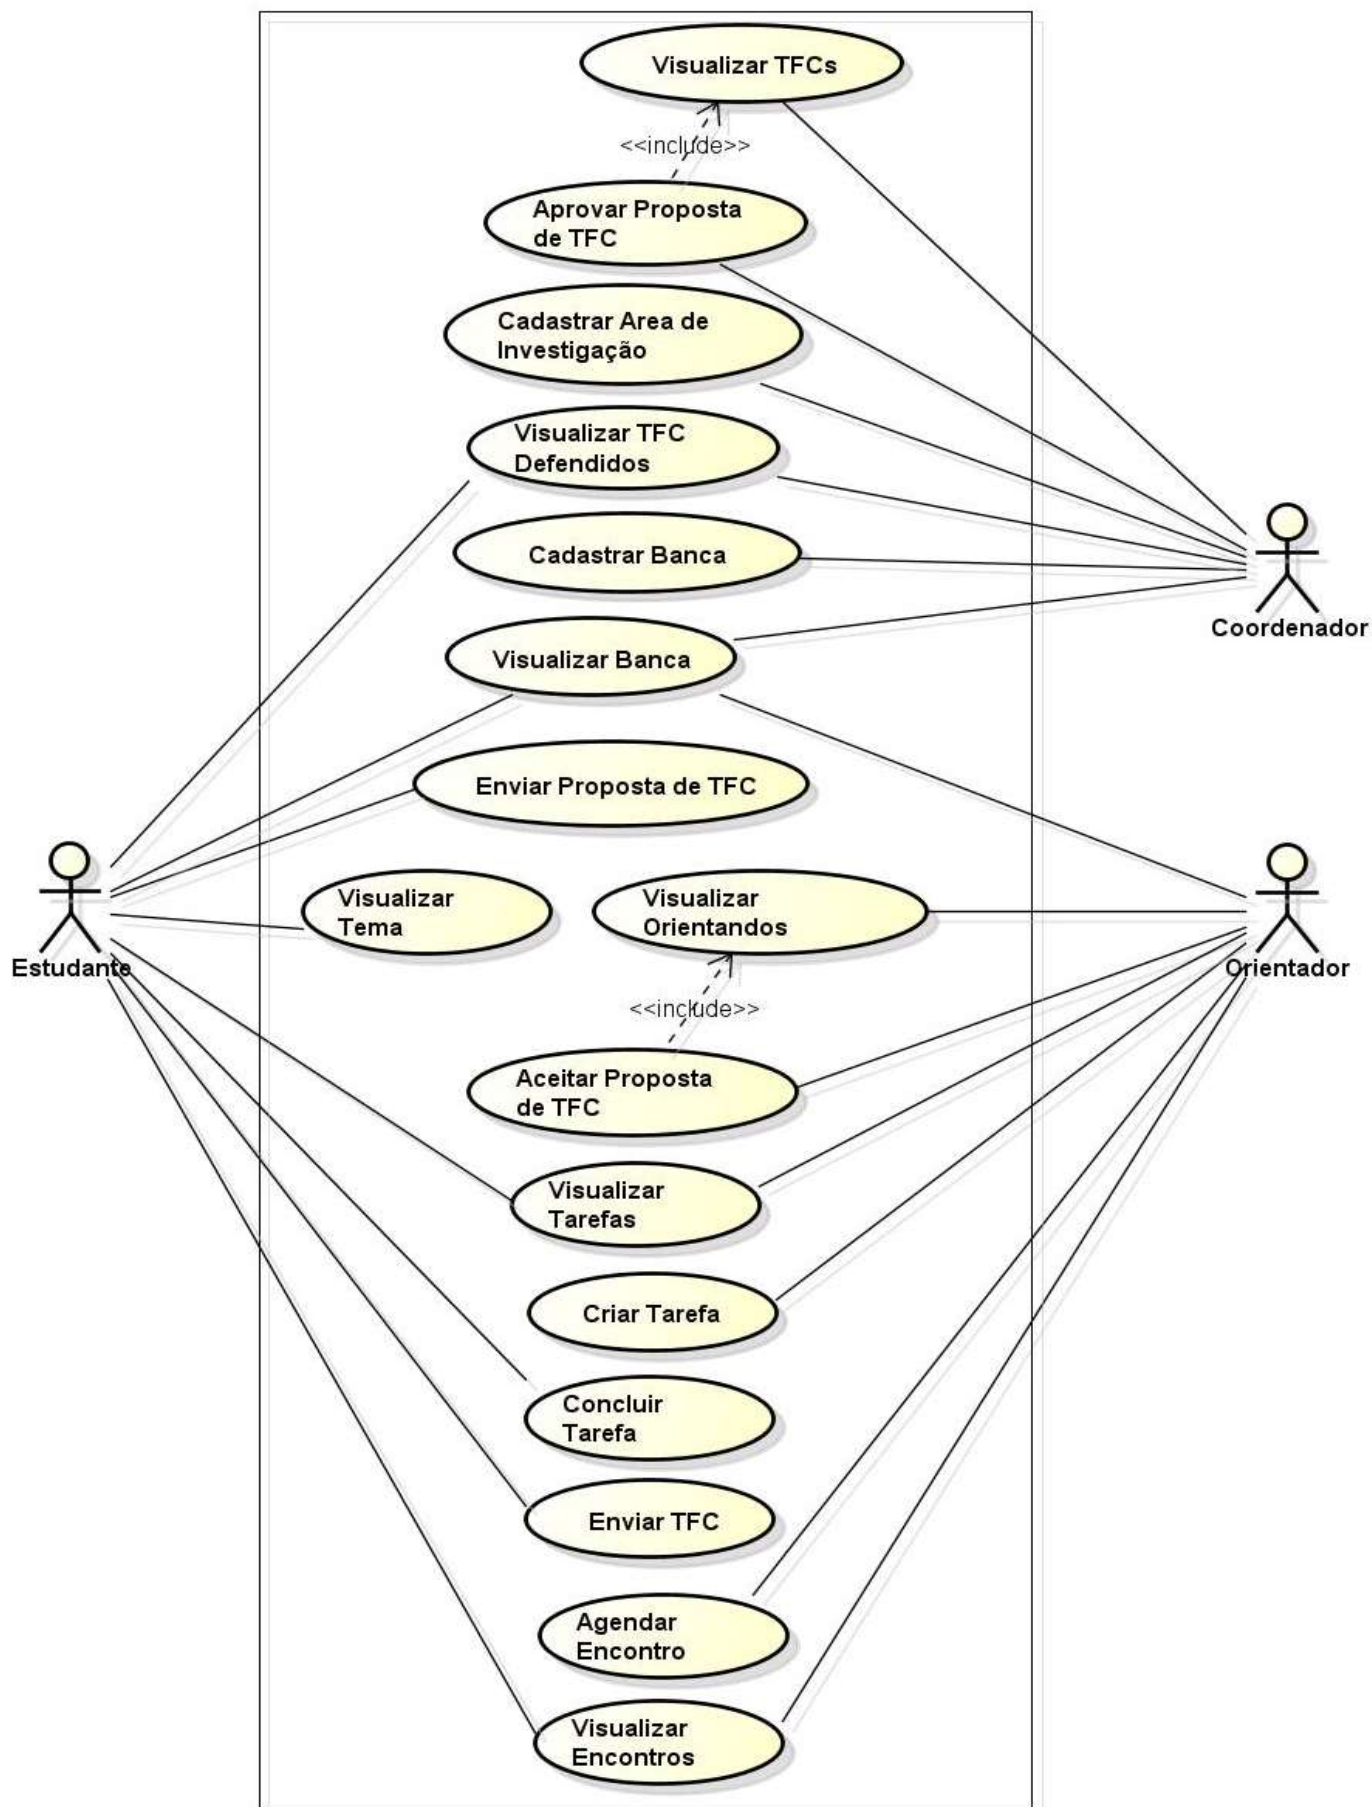 Visualizar TFCs
<<include>>
Aprovar Proposta
de TFC
Cadastrar Area de
Investigação
Visualizar TFC
Defendidos
Cadastrar Banca
Coordenador
Visualizar Banca
Enviar Proposta de TFC
Visualizar
Tema
Visualizar
Orientandos
Estudante
Orientador
<<include>>
Aceitar Proposta
de TFC
Visualizar
Tarefas
Criar Tarefa
Concluir
Tarefa
Enviar TFC
Agendar
Encontro
Visualizar
Encontros